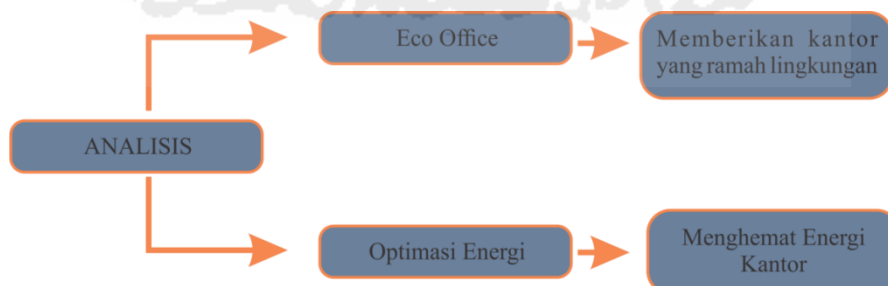 Eco Office
Memberikan kantor
yang ramah lingkungan
ANALISIS
Optimasi Energi
Menghemat Energi
Kantor